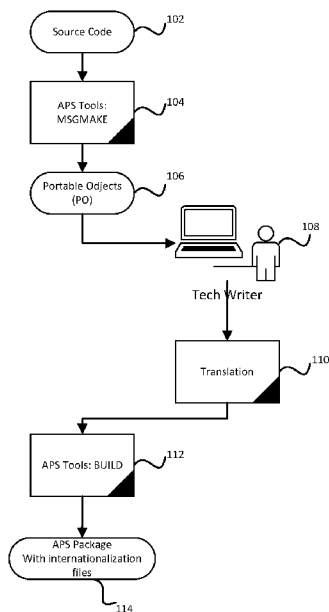 Source Code
102
APS Tools:
MSGMAKE
104
Portable Odjects
(PO)
106
108
Tech Writer
Translation
110
APS Tools: BUILD
112
APS Package
With internationalization
files
114